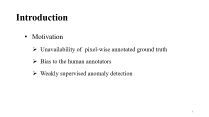 Introduction
• Motivation
➢ Unavailability of pixel-wise annotated ground truth
➢ Bias to the human annotators
➢ Weakly supervised anomaly detection